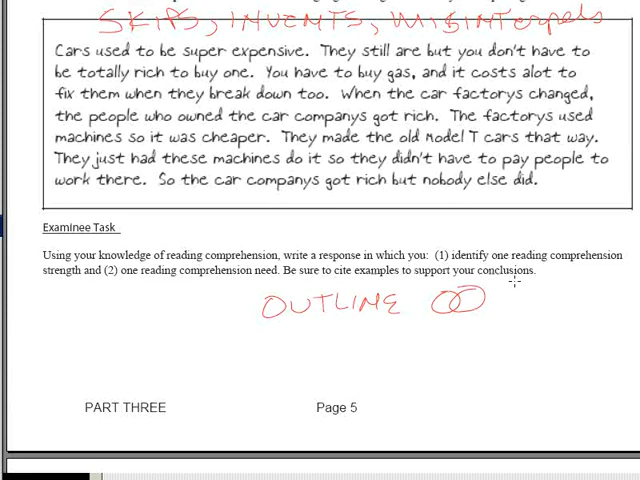 SKIPS, INVENTS, MISINTERPRETS
Cars used to be super expensive. They still are but you don't have to
be totally rich to buy one. You have to buy gas, and it costs alot to
fix them when they break down too. When the car factorys changed,
the people who owned the car companys got rich. The factorys used
machines so it was cheaper. They made the old Model T cars that way.
They just had these machines do it so they didn't have to pay people to
work there. So the car companys got rich but nobody else did.
Examinee Task
Using your knowledge of reading comprehension, write a response in which you: (1) identify one reading comprehension
strength and (2) one reading comprehension need. Be sure to cite examples to support your conclusions.
OUTLINE
PART THREE Page 5